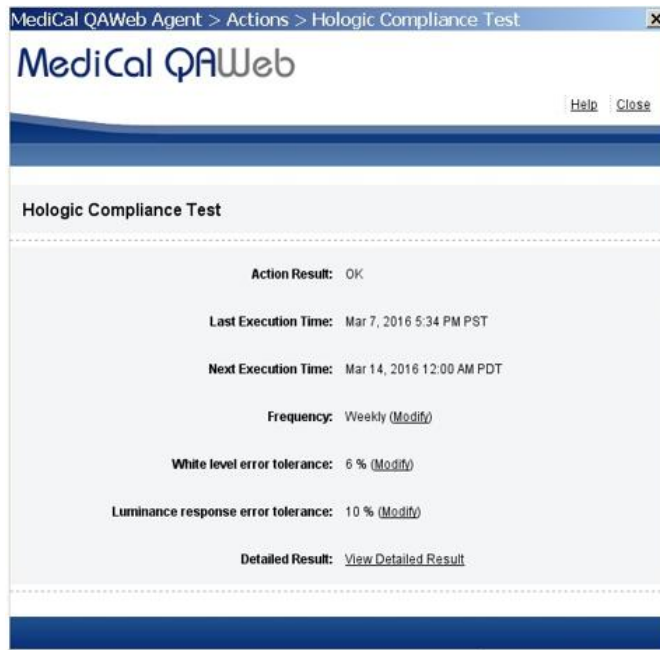 MediCal QAWeb Agent > Actions > Hologic Compliance Test
MediCal QAWeb
Help Close
Hologic Compliance Test
Action Result: OK
Last Execution Time: Mar 7, 2016 5:34 PM PST
Next Execution Time: Mar 14, 2016 12:00 AM PDT
Frequency: Weekly (Modify)
White level error tolerance: 6 % (Modify)
Luminance response error tolerance: 10 % (Modify)
Detailed Result: View Detailed Result